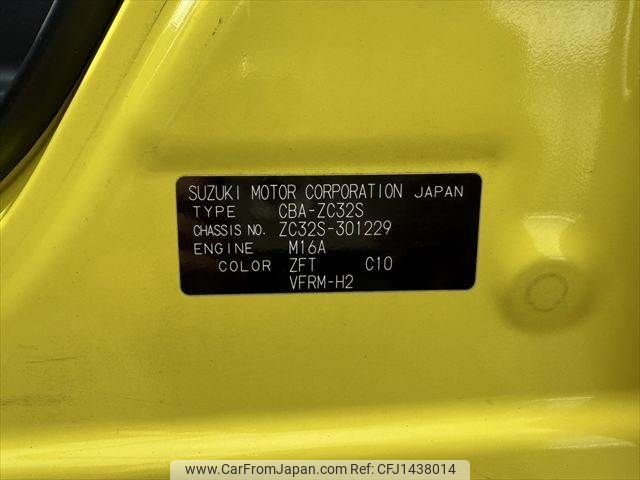 SUZUKI MOTOR CORPORATION JAPAN
TYPE CBA-ZC32S
CHASSIS NO. ZC32S-301229
ENGINE M16A
COLOR ZFT C10
VFRM-H2
www.CarFromJapan.com CFJ1438014